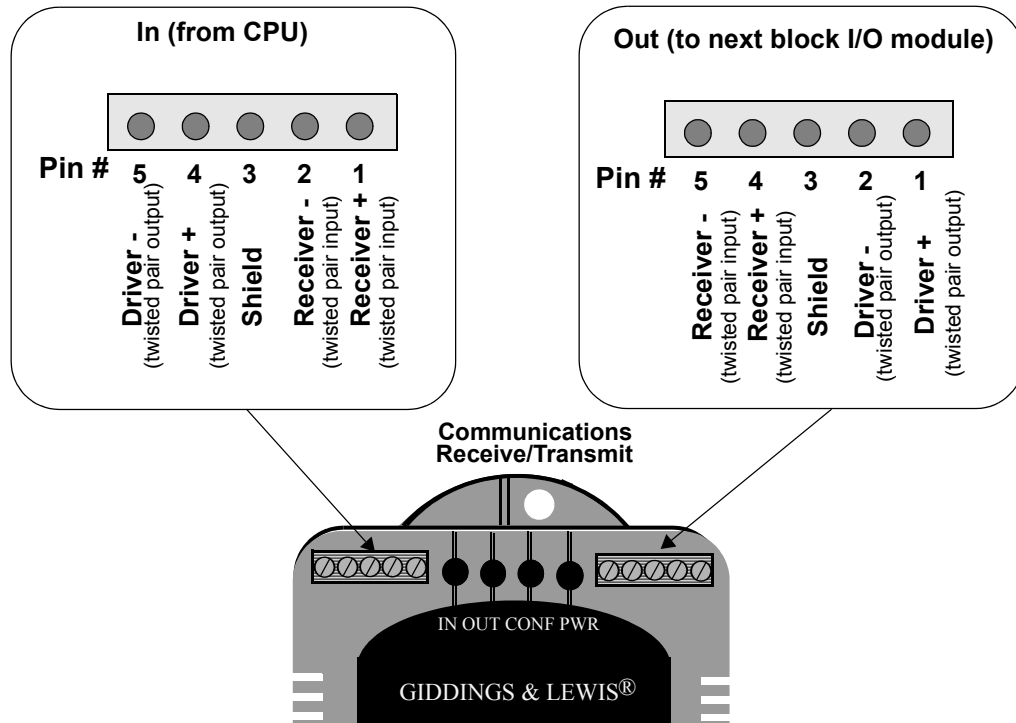 In (from CPU)
Pin # 5 4 3 2 1
Driver -
(twisted pair output)
Driver +
(twisted pair output)
Shield
Receiver -
(twisted pair input)
Receiver +
(twisted pair input)
Out (to next block I/O module)
Pin # 5 4 3 2 1
Receiver -
(twisted pair input)
Receiver +
(twisted pair input)
Shield
Driver -
(twisted pair output)
Driver +
(twisted pair output)
Communications
Receive/Transmit
IN OUT CONF PWR
GIDDINGS & LEWIS®